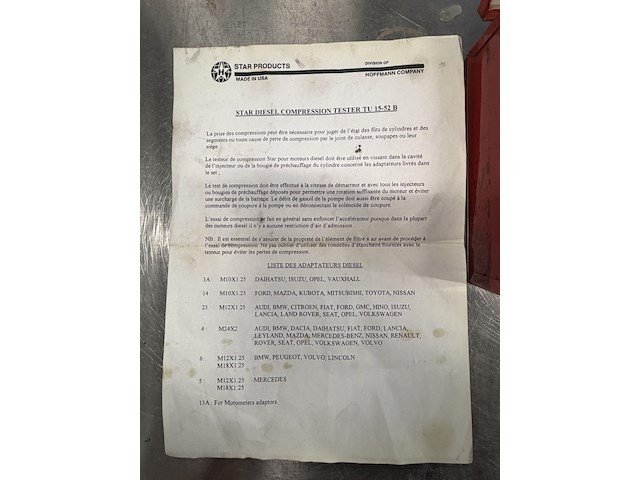 STAR PRODUCTS
MADE IN USA
DIVISION OF
HOFFMANN COMPANY
STAR DIESEL COMPRESSION TESTER TU 15-52 B
La prise des compressions peut être nécessaire pour juger de l'état des fûts de cylindres et des
segments ou toute cause de perte de compression par le joint de culasse, soupapes ou leur
siège
Le testeur de compression Star pour moteurs diesel doit être utilisé en vissant dans la cavité
de l'injecteur ou de la bougie de préchauffage du cylindre concerné les adaptateurs livrés dans
le set ;
Le test de compression doit être effectué à la vitesse de démarreur et avec tous les injecteurs
ou bougies de préchauffage déposés pour permettre une rotation suffisante du moteur et éviter
une surcharge de la batterie. Le débit de gasoil de la pompe doit aussi être coupé à la
commande de coupure à la pompe ou en déconnectant le solénoïde de coupure.
L'essai de compression se fait en général sans enfoncer l'accélérateur puisque dans la plupart
des moteurs diesel il n'y a aucune restriction d'air d'admission
NB : Il est essentiel de s'assurer de la propreté de l'élément de filtre à air avant de procéder à
l'essai de compression. Ne pas oublier d'utiliser des rondelles d'étanchéité fournies avec le
testeur pour éviter les pertes de compression.
LISTE DES ADAPTATEURS DIESEL
3A M10X1.25 DAIHATSU, ISUZU, OPEL, VAUXHALL
14 M10X1.25 FORD, MAZDA, KUBOTA, MITSUBISHI, TOYOTA, NISSAN
23 M12X1.25 AUDI, BMW, CITROEN, FIAT, FORD, GMC, HINO, ISUZU,
LANCIA, LAND ROVER, SEAT, OPEL, VOLKSWAGEN
4 M24X2 AUDI, BMW, DACIA, DAIHATSU, FIAT, FORD, LANCIA,
LEYLAND, MAZDA, MERCEDES-BENZ, NISSAN, RENAULT,
ROVER, SEAT, OPEL, VOLKSWAGEN, VOLVO
6 M12X1.25 BMW, PEUGEOT, VOLVO, LINCOLN
M18X1.25
5 M12X1.25 MERCEDES
M18X1.25
13A : For Motometers adaptors